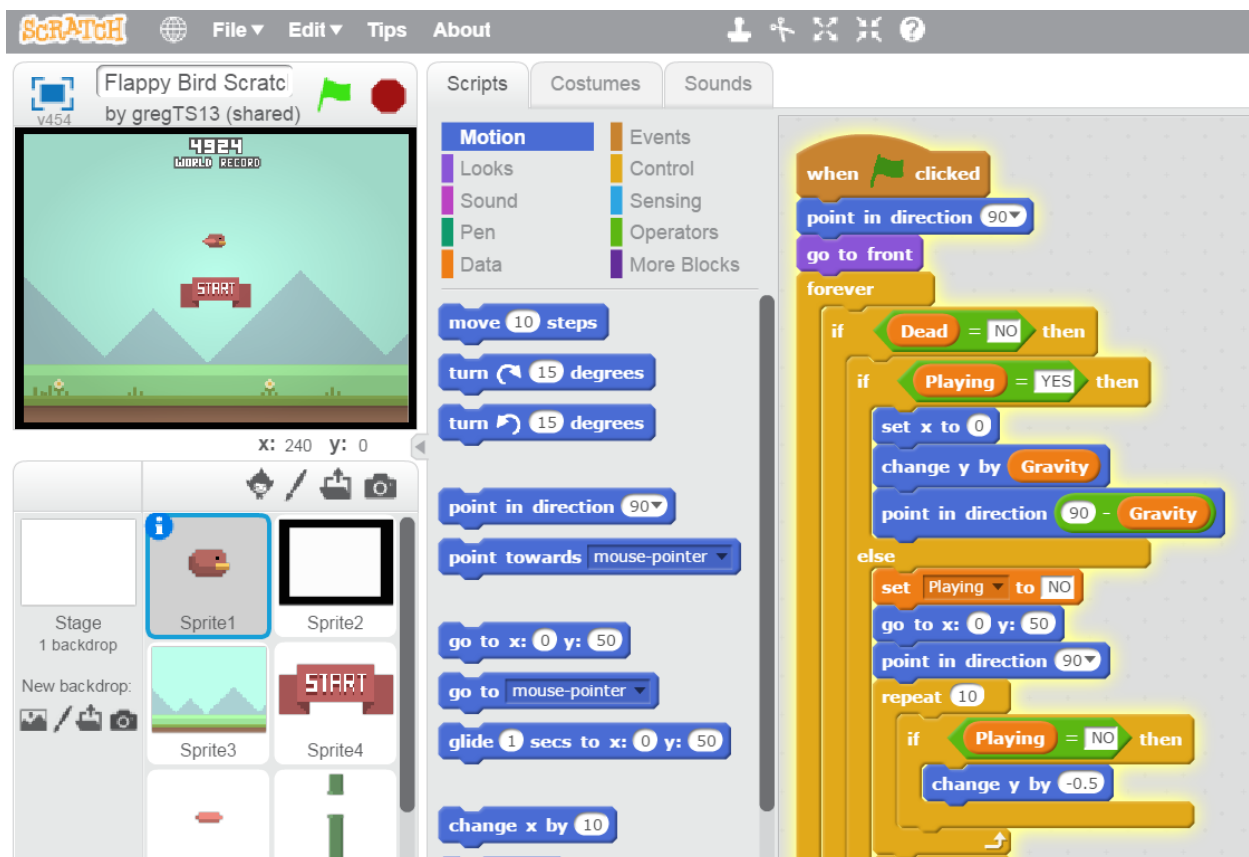 SCRATCH File Edit Tips About
v454
Flappy Bird Scratc
by gregTS13 (shared)
4924
WORLD RECORD
START
x: 240 y: 0
Stage
1 backdrop
New backdrop:
Sprite1
Sprite2
Sprite3
START
Sprite4
Scripts Costumes Sounds
Motion Events
Looks Control
Sound Sensing
Pen Operators
Data More Blocks
move 10 steps
turn 15 degrees
turn 15 degrees
point in direction 90
point towards mouse-pointer
go to x: 0 y: 50
go to mouse-pointer
glide 1 secs to x: 0 y: 50
change x by 10
when clicked
point in direction 90
go to front
forever
if Dead = NO then
if Playing = YES then
set x to 0
change y by Gravity
point in direction 90 - Gravity
else
set Playing to NO
go to x: 0 y: 50
point in direction 90
repeat 10
if Playing = NO then
change y by -0.5